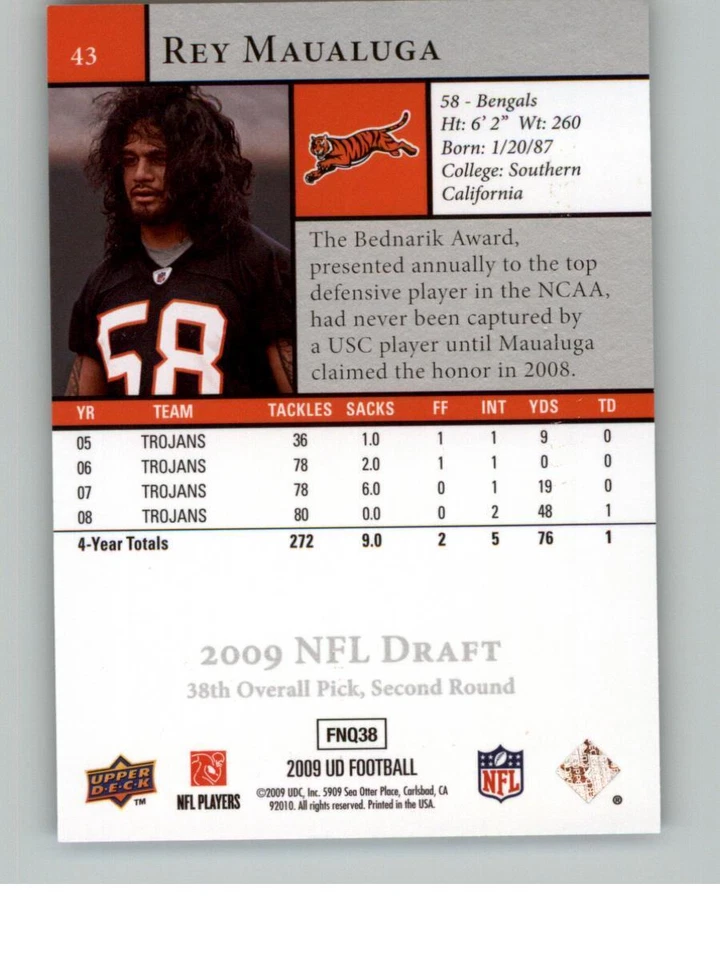 43
REY MAUALUGA
58 - Bengals
Ht: 6' 2" Wt: 260
Born: 1/20/87
College: Southern
California
The Bednarik Award,
presented annually to the top
defensive player in the NCAA,
had never been captured by
a USC player until Maualuga
claimed the honor in 2008.
58
YR TEAM TACKLES SACKS FF INT YDS TD
05 TROJANS 36 1.0 1 1 9 0
06 TROJANS 78 2.0 1 1 0 0
07 TROJANS 78 6.0 0 1 19 0
08 TROJANS 80 0.0 0 2 48 1
4-Year Totals 272 9.0 2 5 76 1
2009 NFL DRAFT
38th Overall Pick, Second Round
FNQ38
2009 UD FOOTBALL
©2009 UDC, Inc. 5909 Sea Otter Place, Carlsbad, CA
92010. All rights reserved. Printed in the USA.
UPPER
D·E·C·K
TM
NFL PLAYERS
NFL
®